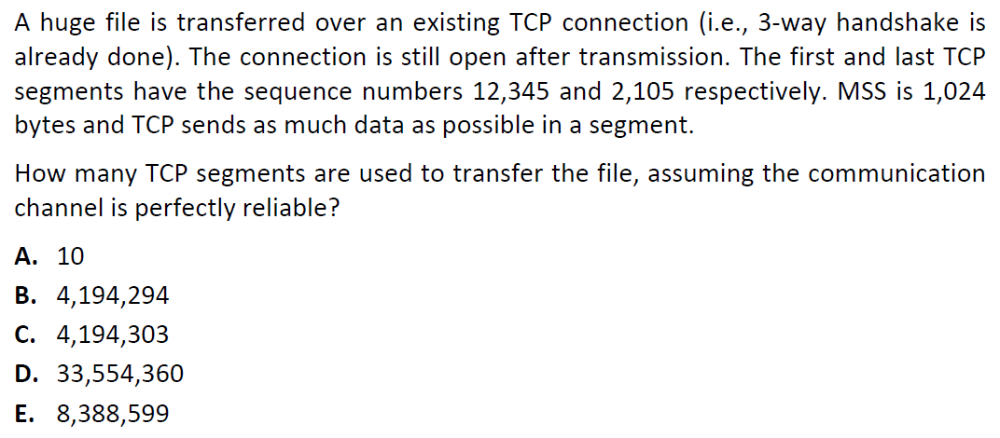 A huge file is transferred over an existing TCP connection (i.e., 3-way handshake is
already done). The connection is still open after transmission. The first and last TCP
segments have the sequence numbers 12,345 and 2,105 respectively. MSS is 1,024
bytes and TCP sends as much data as possible in a segment.
How many TCP segments are used to transfer the file, assuming the communication
channel is perfectly reliable?
A. 10
B. 4,194,294
C. 4,194,303
D. 33,554,360
E. 8,388,599